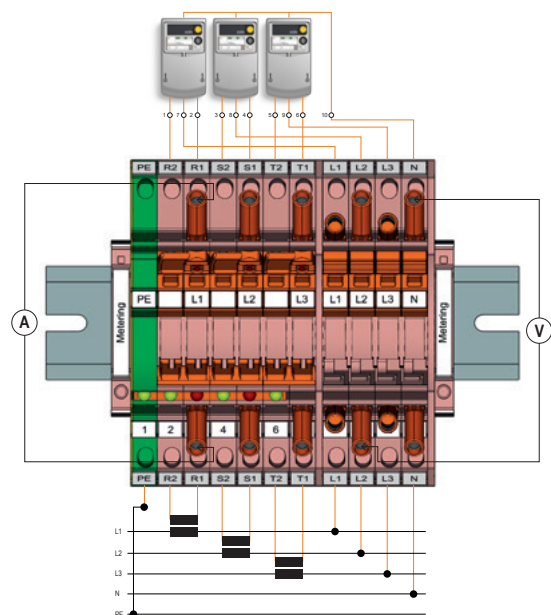 1 7 2 3 8 4 5 9 6 10
PE R2 R1 S2 S1 T2 T1 L1 L2 L3 N
A
V
Metering
PE L1 L2 L3 L1 L2 L3 N
Metering
1 2 4 6
PE R2 R1 S2 S1 T2 T1 L1 L2 L3 N
L1
L2
L3
N
PE